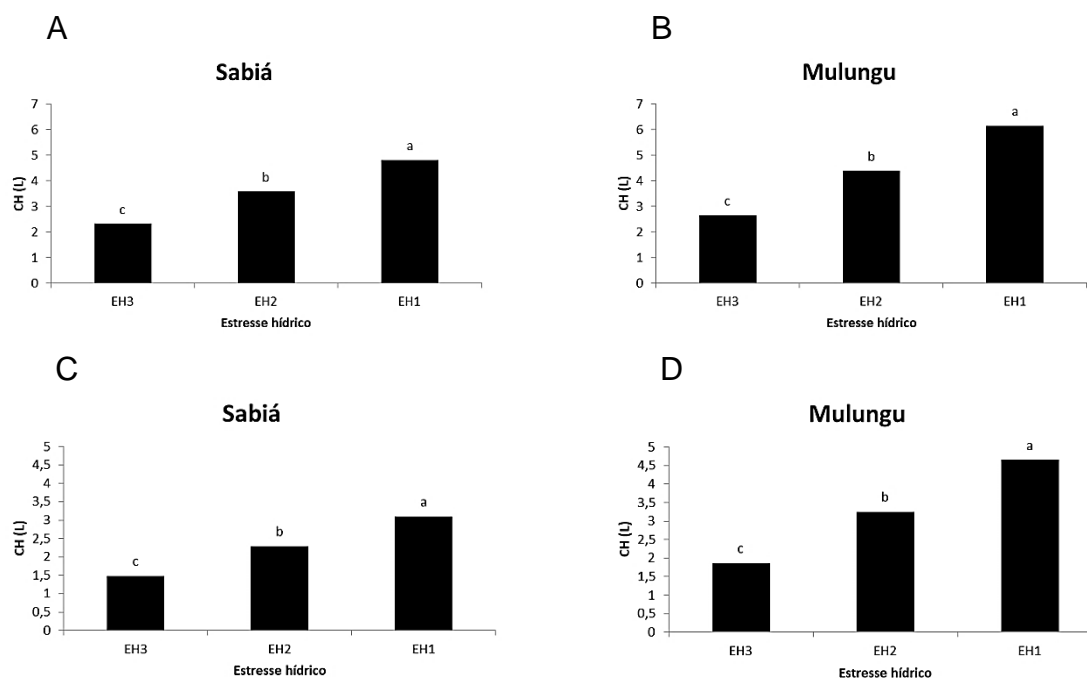 A
Sabiá
CH (L)
7
6
5
4
3
2
1
0
c
b
a
EH3
EH2
EH1
Estresse hídrico
B
Mulungu
CH (L)
7
6
5
4
3
2
1
0
c
b
a
EH3
EH2
EH1
Estresse hídrico
C
Sabiá
CH (L)
5
4,5
4
3,5
3
2,5
2
1,5
1
0,5
0
c
b
a
EH3
EH2
EH1
Estresse hídrico
D
Mulungu
CH (L)
5
4,5
4
3,5
3
2,5
2
1,5
1
0,5
0
c
b
a
EH3
EH2
EH1
Estresse hídrico